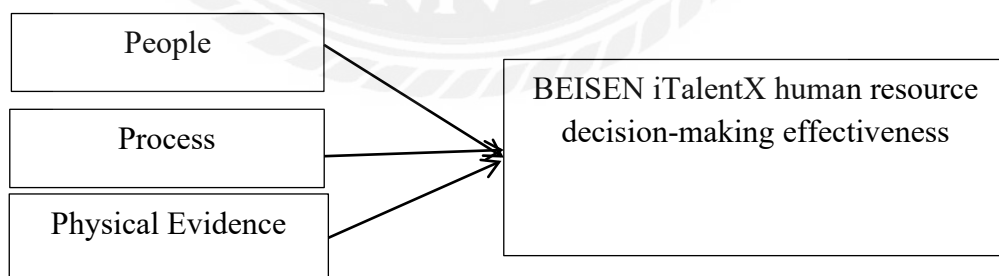 People
Process
Physical Evidence
BEISEN iTalentX human resource
decision-making effectiveness